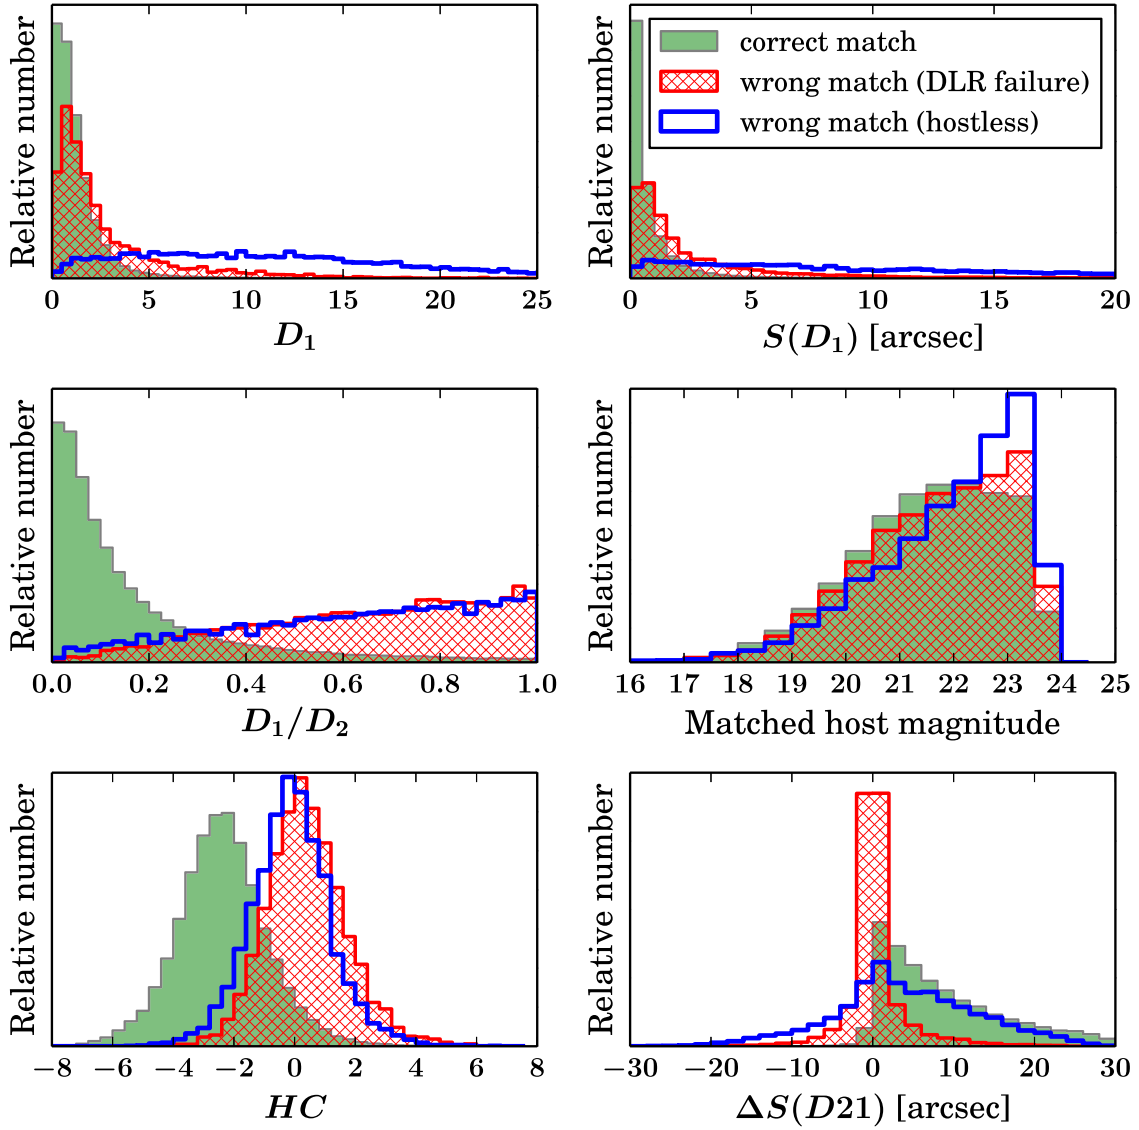 Relative number
0 5 10 15 20 25
D₁
Relative number
correct match
wrong match (DLR failure)
wrong match (hostless)
0 5 10 15 20
S(D₁) [arcsec]
Relative number
0.0 0.2 0.4 0.6 0.8 1.0
D₁/D₂
Relative number
16 17 18 19 20 21 22 23 24 25
Matched host magnitude
Relative number
−8 −6 −4 −2 0 2 4 6 8
HC
Relative number
−30 −20 −10 0 10 20 30
ΔS(D21) [arcsec]